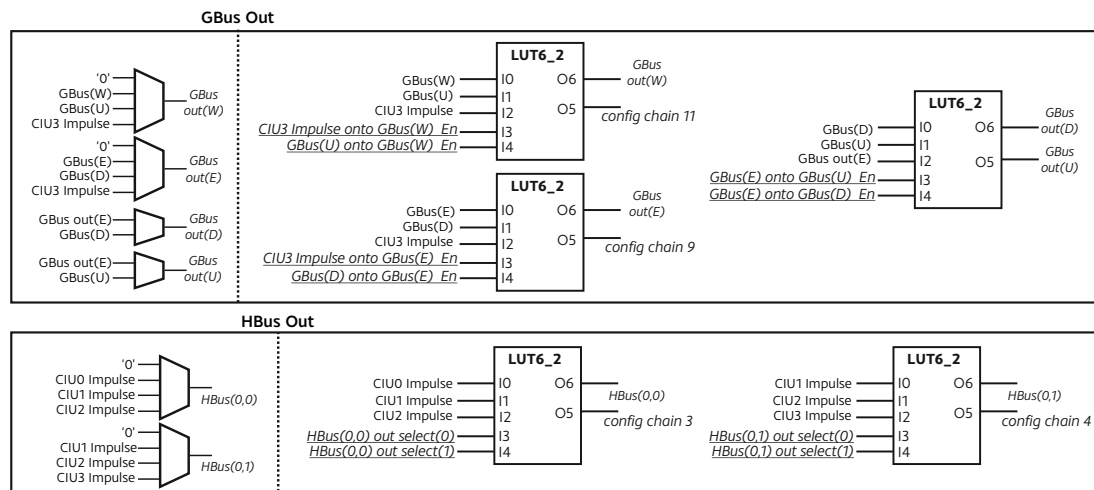 GBus Out
'0'
GBus(W)
GBus(U)
CIU3 Impulse
GBus
out(W)
'0'
GBus(E)
GBus(D)
CIU3 Impulse
GBus
out(E)
GBus out(E)
GBus(D)
GBus
out(D)
GBus out(E)
GBus(U)
GBus
out(U)
LUT6_2
GBus(W)
GBus(U)
CIU3 Impulse
CIU3 Impulse onto GBus(W)_En
GBus(U) onto GBus(W)_En
I0
I1
I2
I3
I4
O6
O5
GBus
out(W)
config chain 11
LUT6_2
GBus(E)
GBus(D)
CIU3 Impulse
CIU3 Impulse onto GBus(E)_En
GBus(D) onto GBus(E)_En
I0
I1
I2
I3
I4
O6
O5
GBus
out(E)
config chain 9
LUT6_2
GBus(D)
GBus(U)
GBus out(E)
GBus(E) onto GBus(U)_En
GBus(E) onto GBus(D)_En
I0
I1
I2
I3
I4
O6
O5
GBus
out(D)
GBus
out(U)
HBus Out
'0'
CIU0 Impulse
CIU1 Impulse
CIU2 Impulse
HBus(0,0)
'0'
CIU1 Impulse
CIU2 Impulse
CIU3 Impulse
HBus(0,1)
LUT6_2
CIU0 Impulse
CIU1 Impulse
CIU2 Impulse
HBus(0,0) out select(0)
HBus(0,0) out select(1)
I0
I1
I2
I3
I4
O6
O5
HBus(0,0)
config chain 3
LUT6_2
CIU1 Impulse
CIU2 Impulse
CIU3 Impulse
HBus(0,1) out select(0)
HBus(0,1) out select(1)
I0
I1
I2
I3
I4
O6
O5
HBus(0,1)
config chain 4